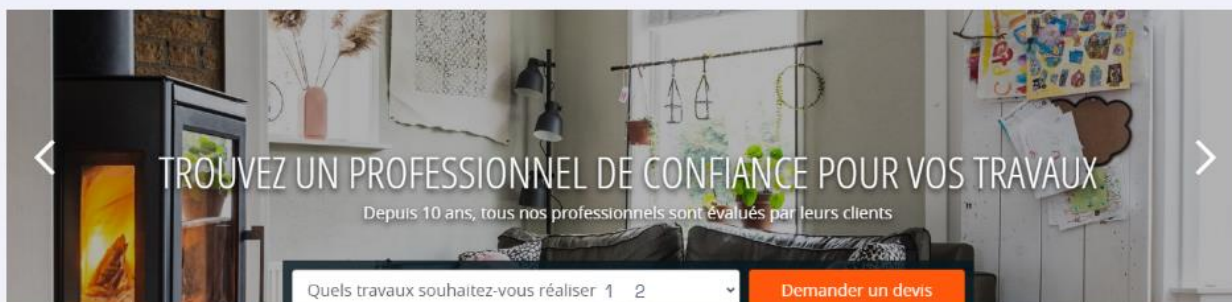 TROUVEZ UN PROFESSIONNEL DE CONFIANCE POUR VOS TRAVAUX
Depuis 10 ans, tous nos professionnels sont évalués par leurs clients
Quels travaux souhaitez-vous réaliser 1 2
Demander un devis